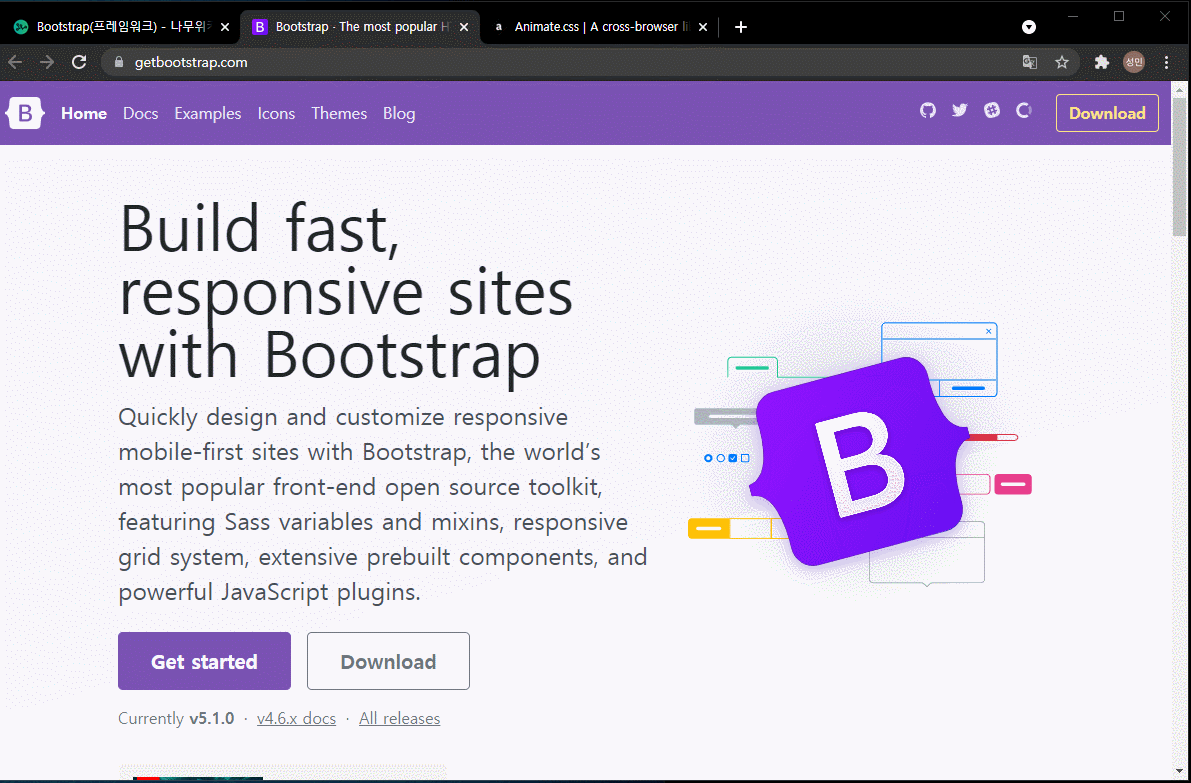 Bootstrap(프레임워크) - 나무위키
Bootstrap · The most popular H
Animate.css | A cross-browser li
getbootstrap.com
성민
B
Home
Docs
Examples
Icons
Themes
Blog
Download
Build fast,
responsive sites
with Bootstrap
Quickly design and customize responsive
mobile-first sites with Bootstrap, the world’s
most popular front-end open source toolkit,
featuring Sass variables and mixins, responsive
grid system, extensive prebuilt components, and
powerful JavaScript plugins.
B
Get started
Download
Currently v5.1.0 · v4.6.x docs · All releases